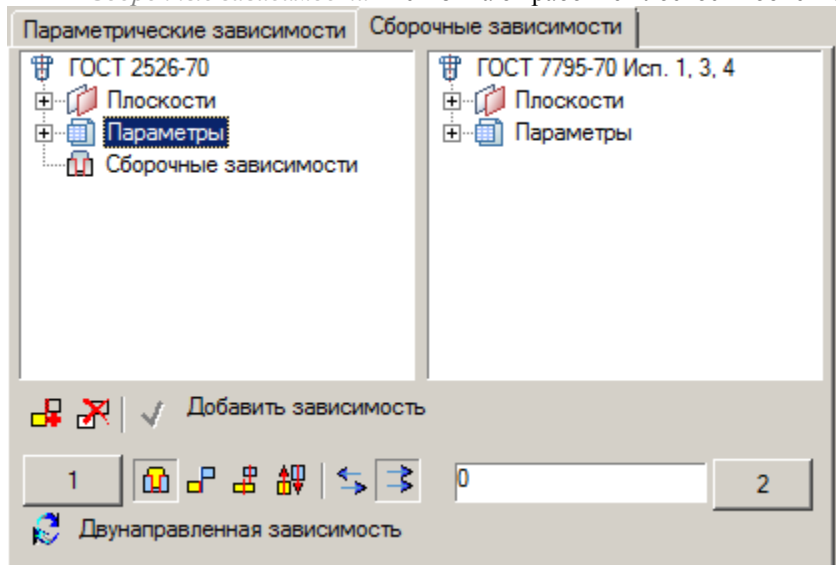 Параметрические зависимости Сборочные зависимости
ГОСТ 2526-70
Плоскости
Параметры
Сборочные зависимости
ГОСТ 7795-70 Исп. 1, 3, 4
Плоскости
Параметры
Добавить зависимость
1 0 2
Двунаправленная зависимость